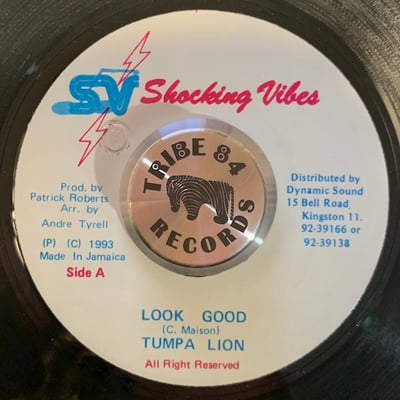 SV Shocking Vibes
TRIBE 84
RECORDS
Prod. by
Patrick Roberts
Arr. by
Andre Tyrell
(P) (C) 1993
Made In Jamaica
Side A
Distributed by
Dynamic Sound
15 Bell Road,
Kingston 11.
92-39166 or
92-39138
LOOK GOOD
(C. Maison)
TUMPA LION
All Right Reserved